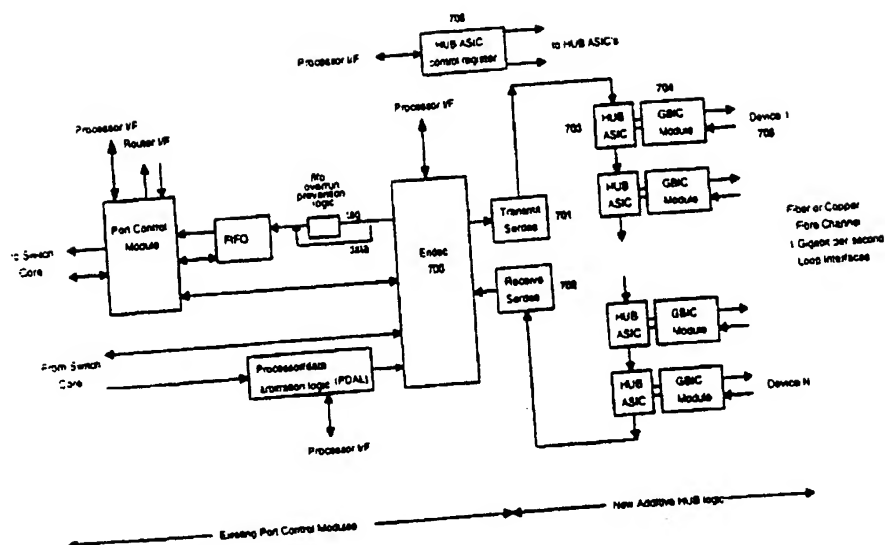 706
HUB ASIC
control register
Processor I/F
to HUB ASIC's
Processor I/F
704
703
HUB
ASIC
GBIC
Module
Device 1
705
Processor I/F
Router I/F
fifo
overrun
prevention
logic
tag
data
HUB
ASIC
GBIC
Module
Port Control
Module
FIFO
Endec
700
Transmit
Serdes
701
Fiber or Copper
Fibre Channel
1 Gigabit per second
Loop Interfaces
to Switch
Core
Receive
Serdes
702
HUB
ASIC
GBIC
Module
From Switch
Core
Processor/data
arbitration logic (PDAL)
HUB
ASIC
GBIC
Module
Device N
Processor I/F
Existing Port Control Modules
New Additive HUB logic